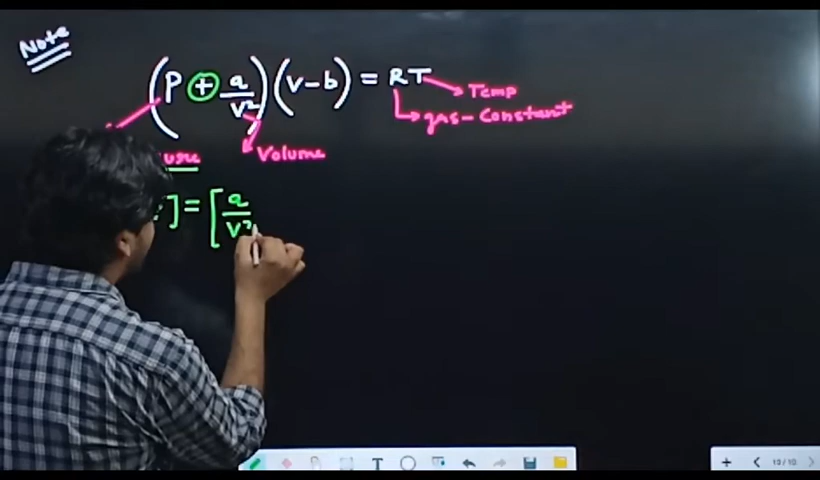 Note
(P + a/v²) (v-b) = RT
Temp
gas-Constant
Volume
] = [a/v²
10/10